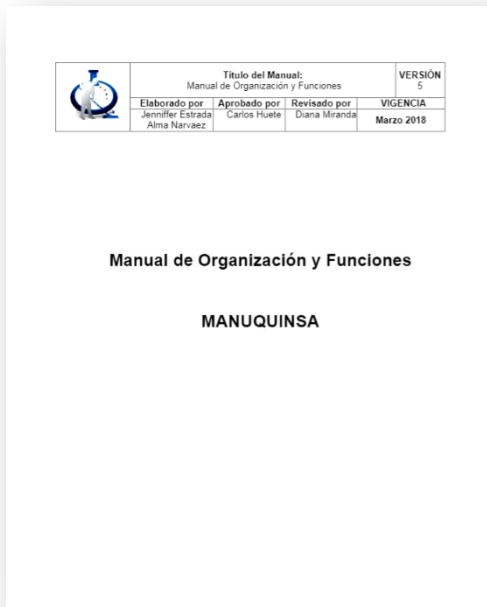 Título del Manual:
Manual de Organización y Funciones
VERSIÓN
5
Elaborado por Aprobado por Revisado por VIGENCIA
Jenniffer Estrada Carlos Huete Diana Miranda Marzo 2018
Alma Narvaez
Manual de Organización y Funciones
MANUQUINSA